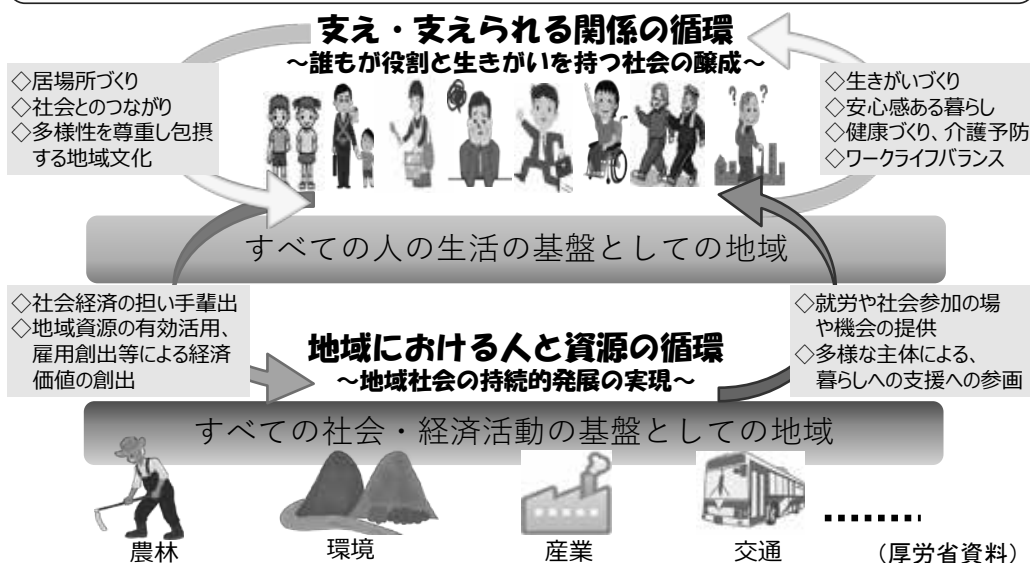 支え・支えられる関係の循環
～誰もが役割と生きがいを持つ社会の醸成～
◇居場所づくり
◇社会とのつながり
◇多様性を尊重し包摂
する地域文化
◇生きがいづくり
◇安心感ある暮らし
◇健康づくり、介護予防
◇ワークライフバランス
すべての人の生活の基盤としての地域
◇社会経済の担い手輩出
◇地域資源の有効活用、
雇用創出等による経済
価値の創出
地域における人と資源の循環
～地域社会の持続的発展の実現～
◇就労や社会参加の場
や機会の提供
◇多様な主体による、
暮らしへの支援への参画
すべての社会・経済活動の基盤としての地域
農林
環境
産業
交通
（厚労省資料）